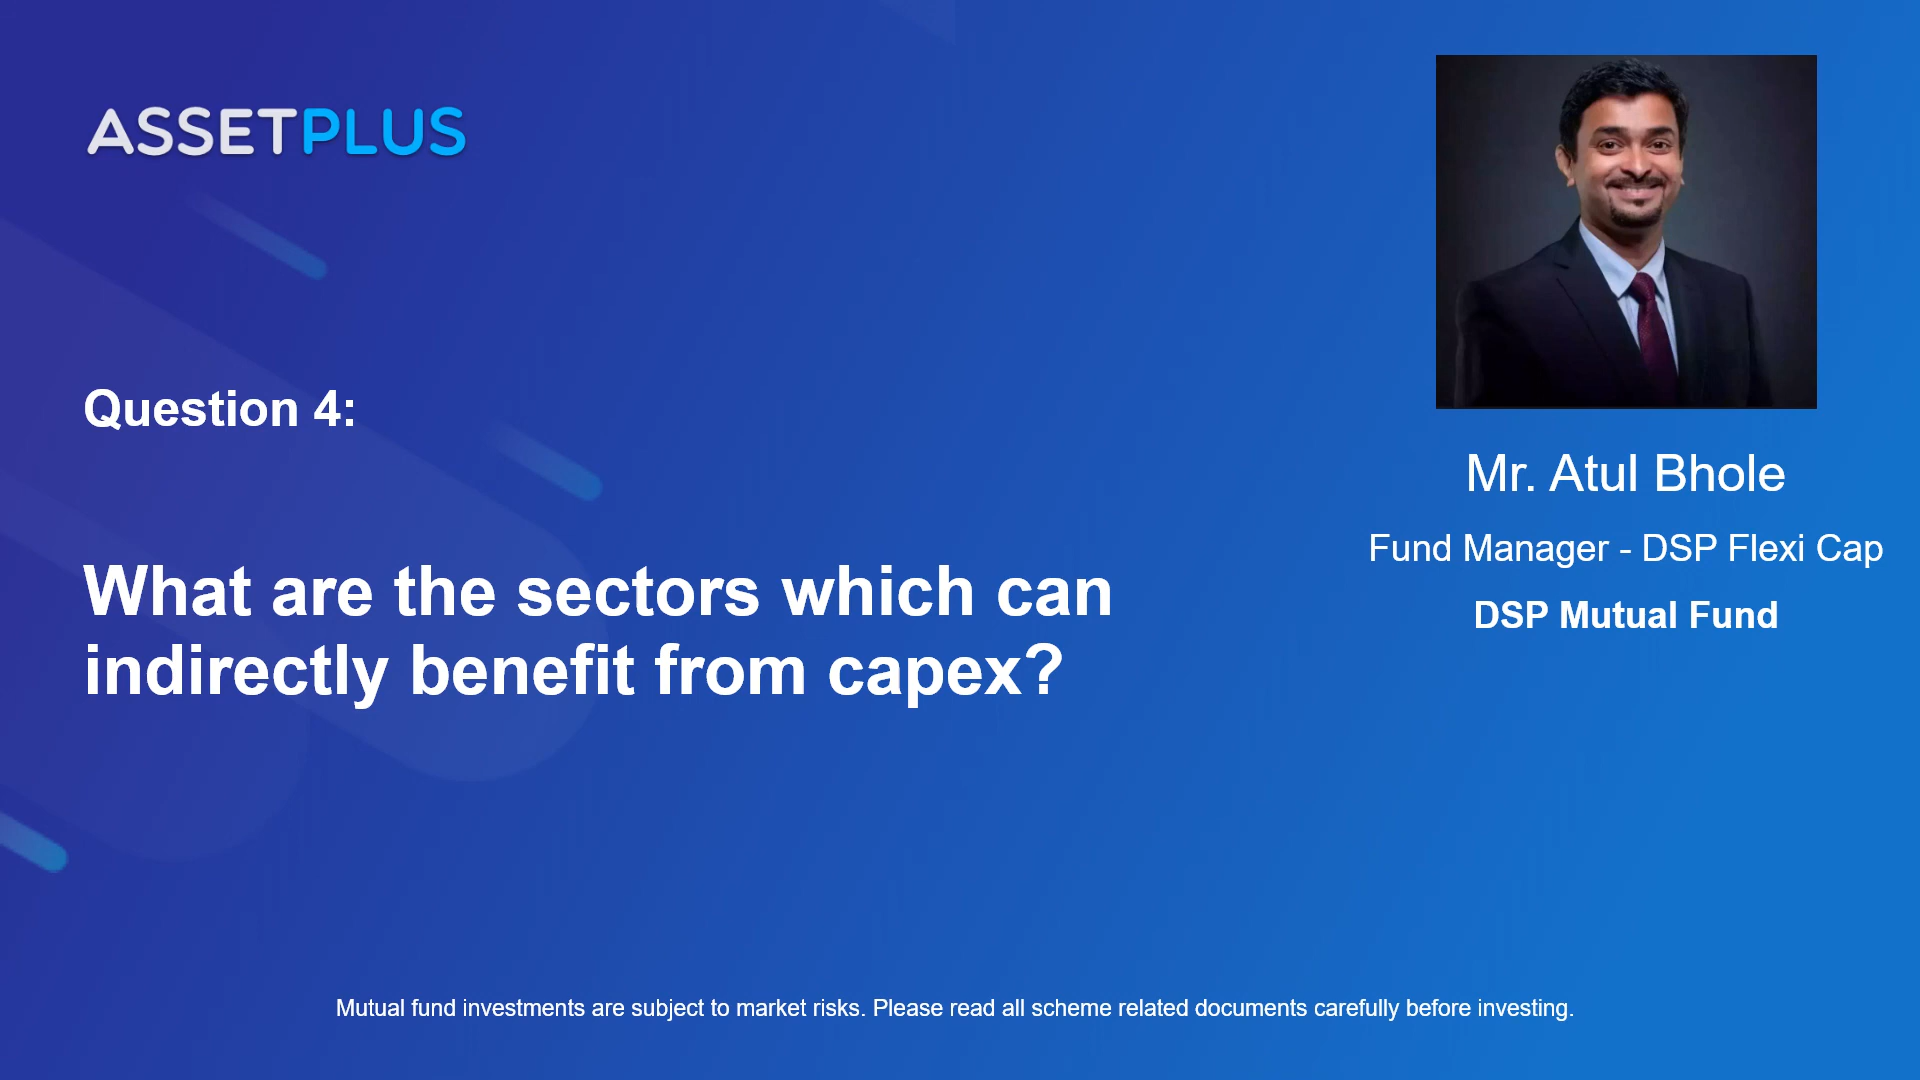 ASSETPLUS
Question 4:
What are the sectors which can
indirectly benefit from capex?
Mr. Atul Bhole
Fund Manager - DSP Flexi Cap
DSP Mutual Fund
Mutual fund investments are subject to market risks. Please read all scheme related documents carefully before investing.